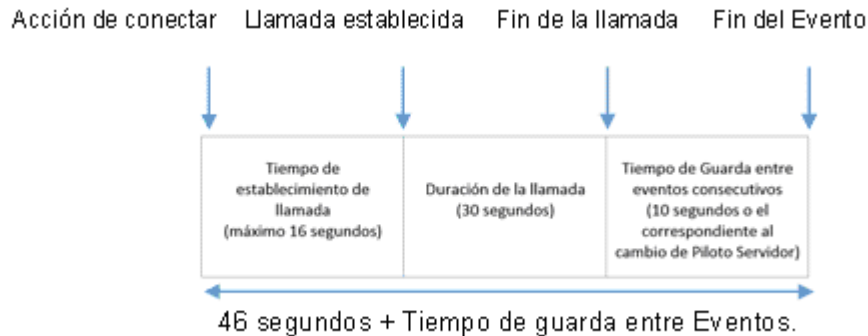 Acción de conectar Llamada establecida Fin de la llamada Fin del Evento
Tiempo de
establecimiento de
llamada
(máximo 16 segundos)
Duración de la llamada
(30 segundos)
Tiempo de Guarda entre
eventos consecutivos
(10 segundos o el
correspondiente al
cambio de Piloto Servidor)
46 segundos + Tiempo de guarda entre Eventos.